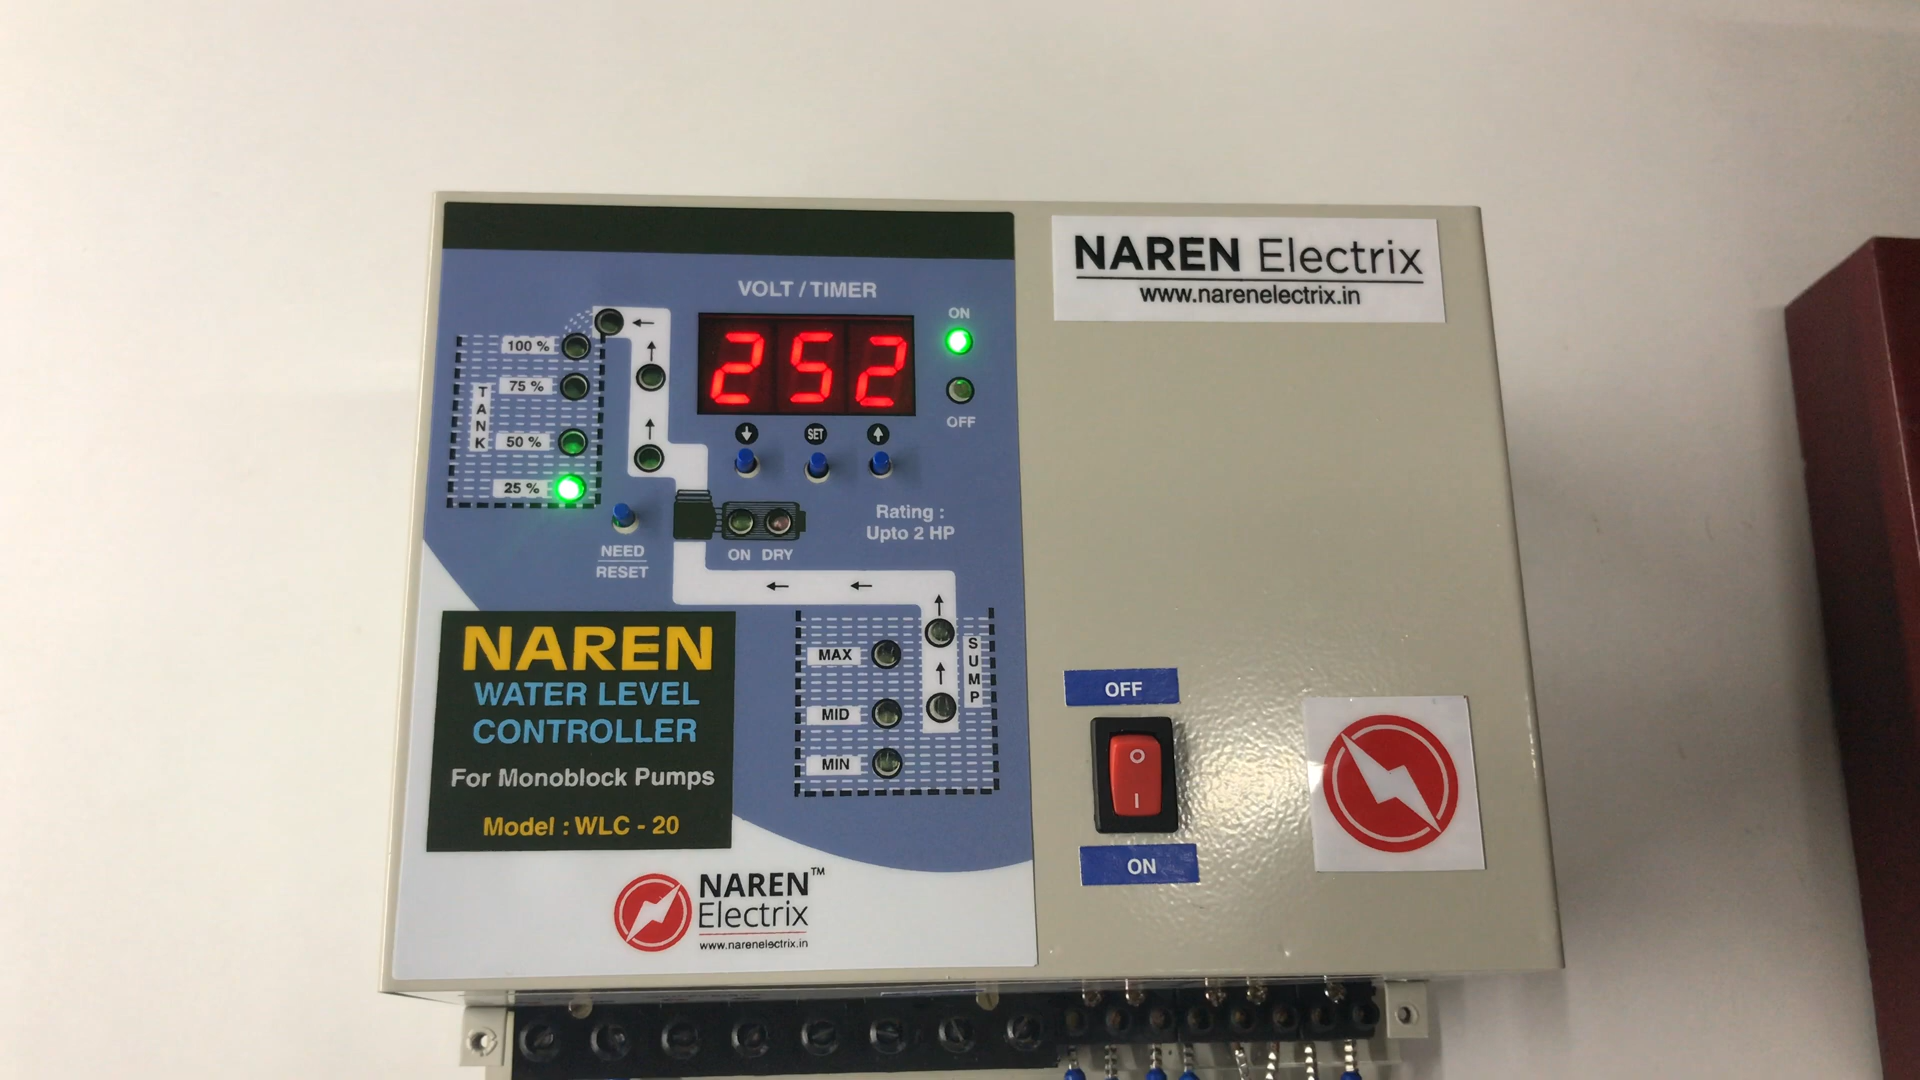 NAREN Electrix
www.narenelectrix.in
VOLT / TIMER
252
ON
OFF
SET
100 %
75 %
50 %
25 %
TANK
NEED
RESET
ON DRY
Rating :
Upto 2 HP
MAX
MID
MIN
SUMP
NAREN
WATER LEVEL
CONTROLLER
For Monoblock Pumps
Model : WLC - 20
NAREN™
Electrix
www.narenelectrix.in
OFF
O
I
ON